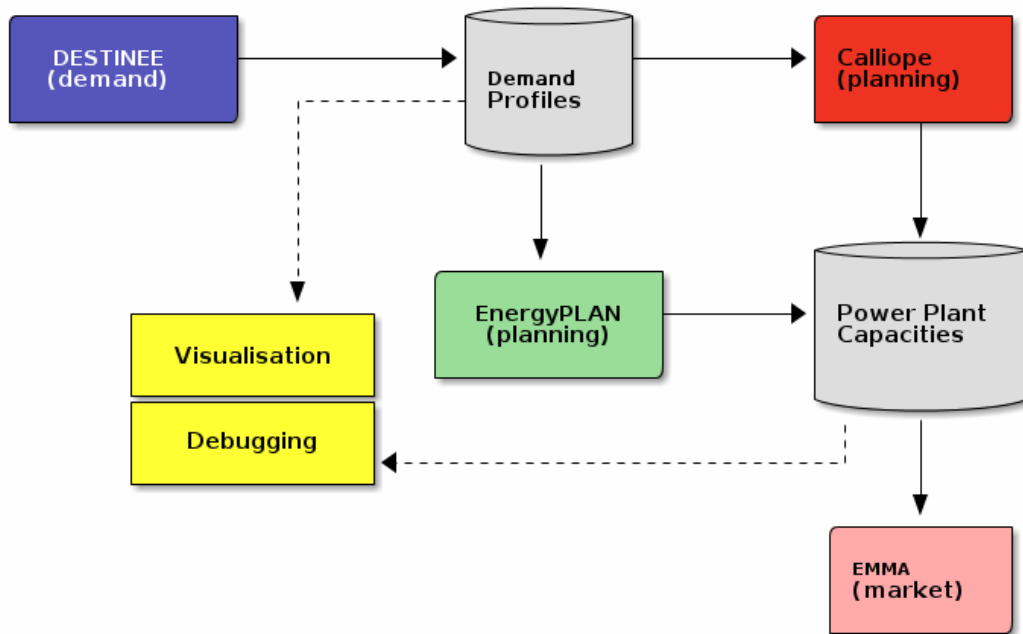 DESTINEE
(demand)
Demand
Profiles
Calliope
(planning)
EnergyPLAN
(planning)
Power Plant
Capacities
Visualisation
Debugging
EMMA
(market)